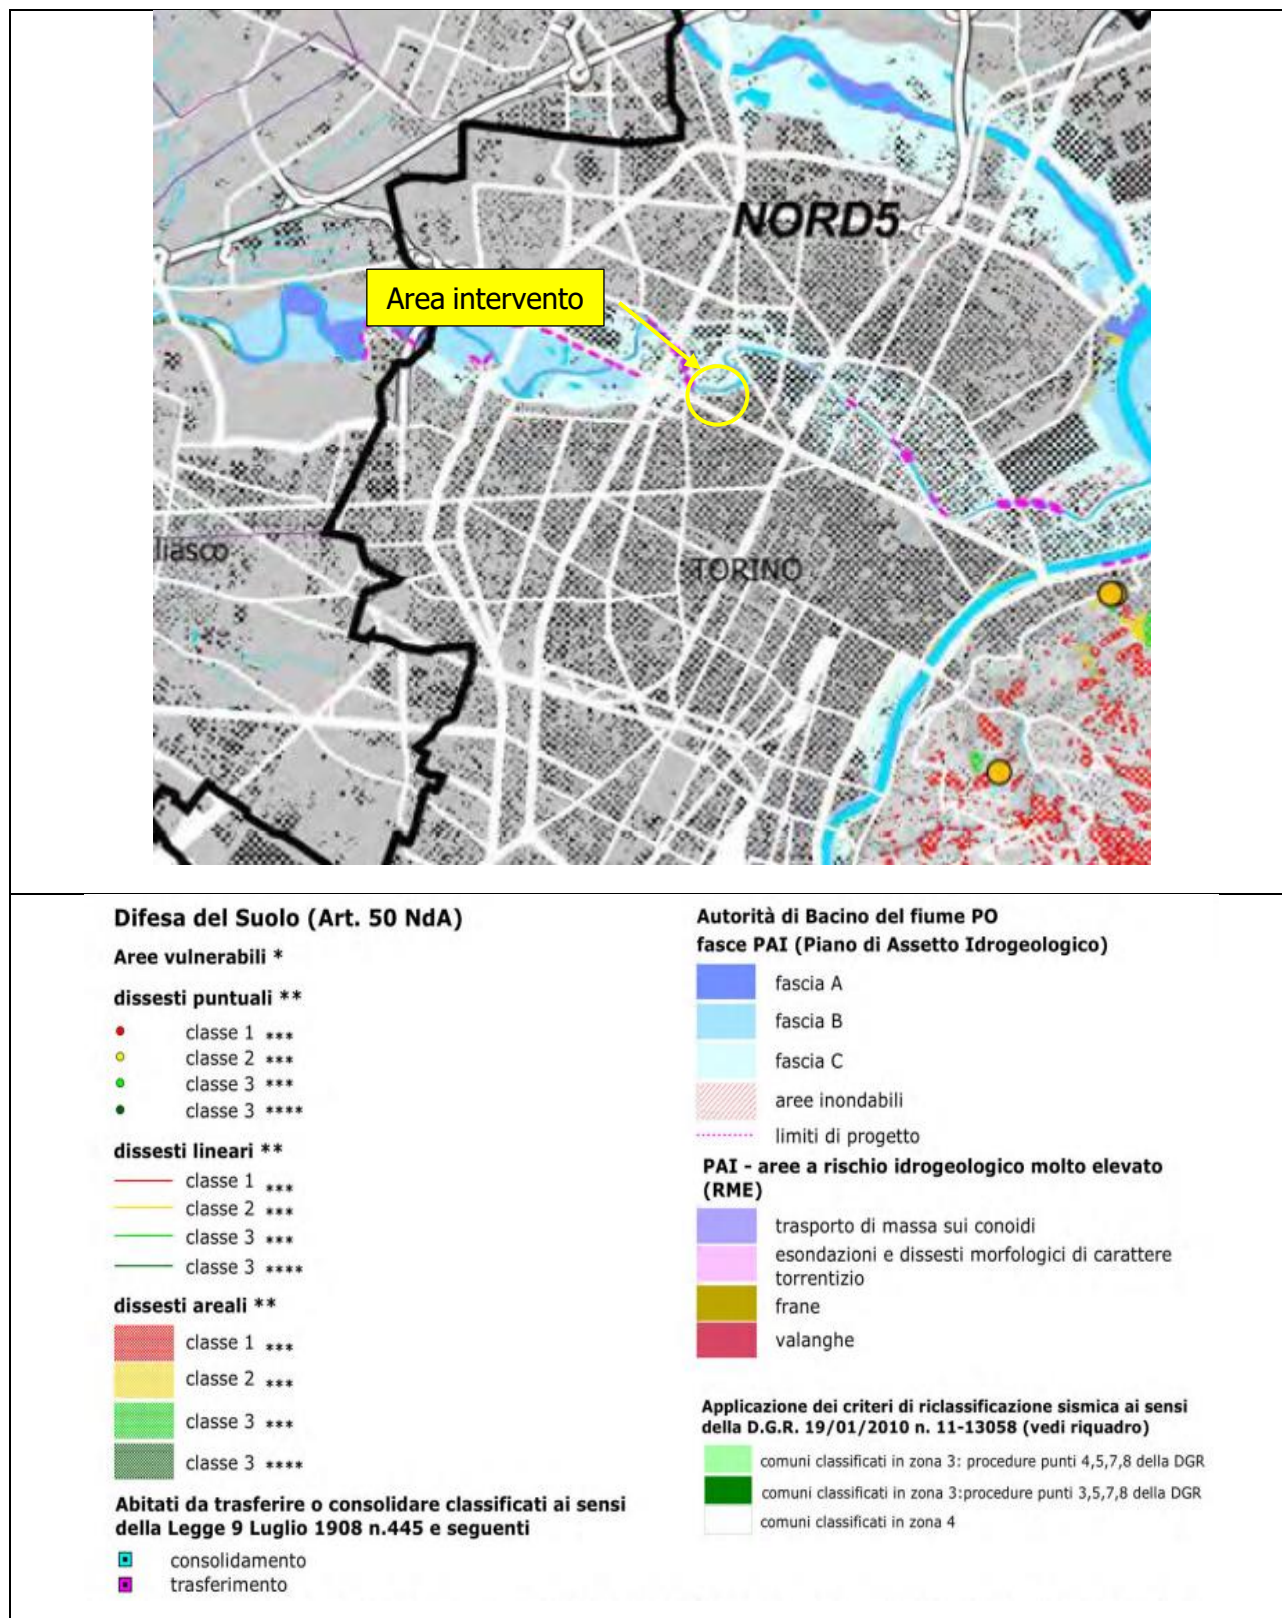 NORD5
Area intervento
liasco
TORINO
Difesa del Suolo (Art. 50 NdA)
Aree vulnerabili *
dissesti puntuali **
classe 1 ***
classe 2 ***
classe 3 ***
classe 3 ****
dissesti lineari **
classe 1 ***
classe 2 ***
classe 3 ***
classe 3 ****
dissesti areali **
classe 1 ***
classe 2 ***
classe 3 ***
classe 3 ****
Abitati da trasferire o consolidare classificati ai sensi
della Legge 9 Luglio 1908 n.445 e seguenti
consolidamento
trasferimento
Autorità di Bacino del fiume PO
fasce PAI (Piano di Assetto Idrogeologico)
fascia A
fascia B
fascia C
aree inondabili
limiti di progetto
PAI - aree a rischio idrogeologico molto elevato
(RME)
trasporto di massa sui conoidi
esondazioni e dissesti morfologici di carattere
torrentizio
frane
valanghe
Applicazione dei criteri di riclassificazione sismica ai sensi
della D.G.R. 19/01/2010 n. 11-13058 (vedi riquadro)
comuni classificati in zona 3: procedure punti 4,5,7,8 della DGR
comuni classificati in zona 3:procedure punti 3,5,7,8 della DGR
comuni classificati in zona 4